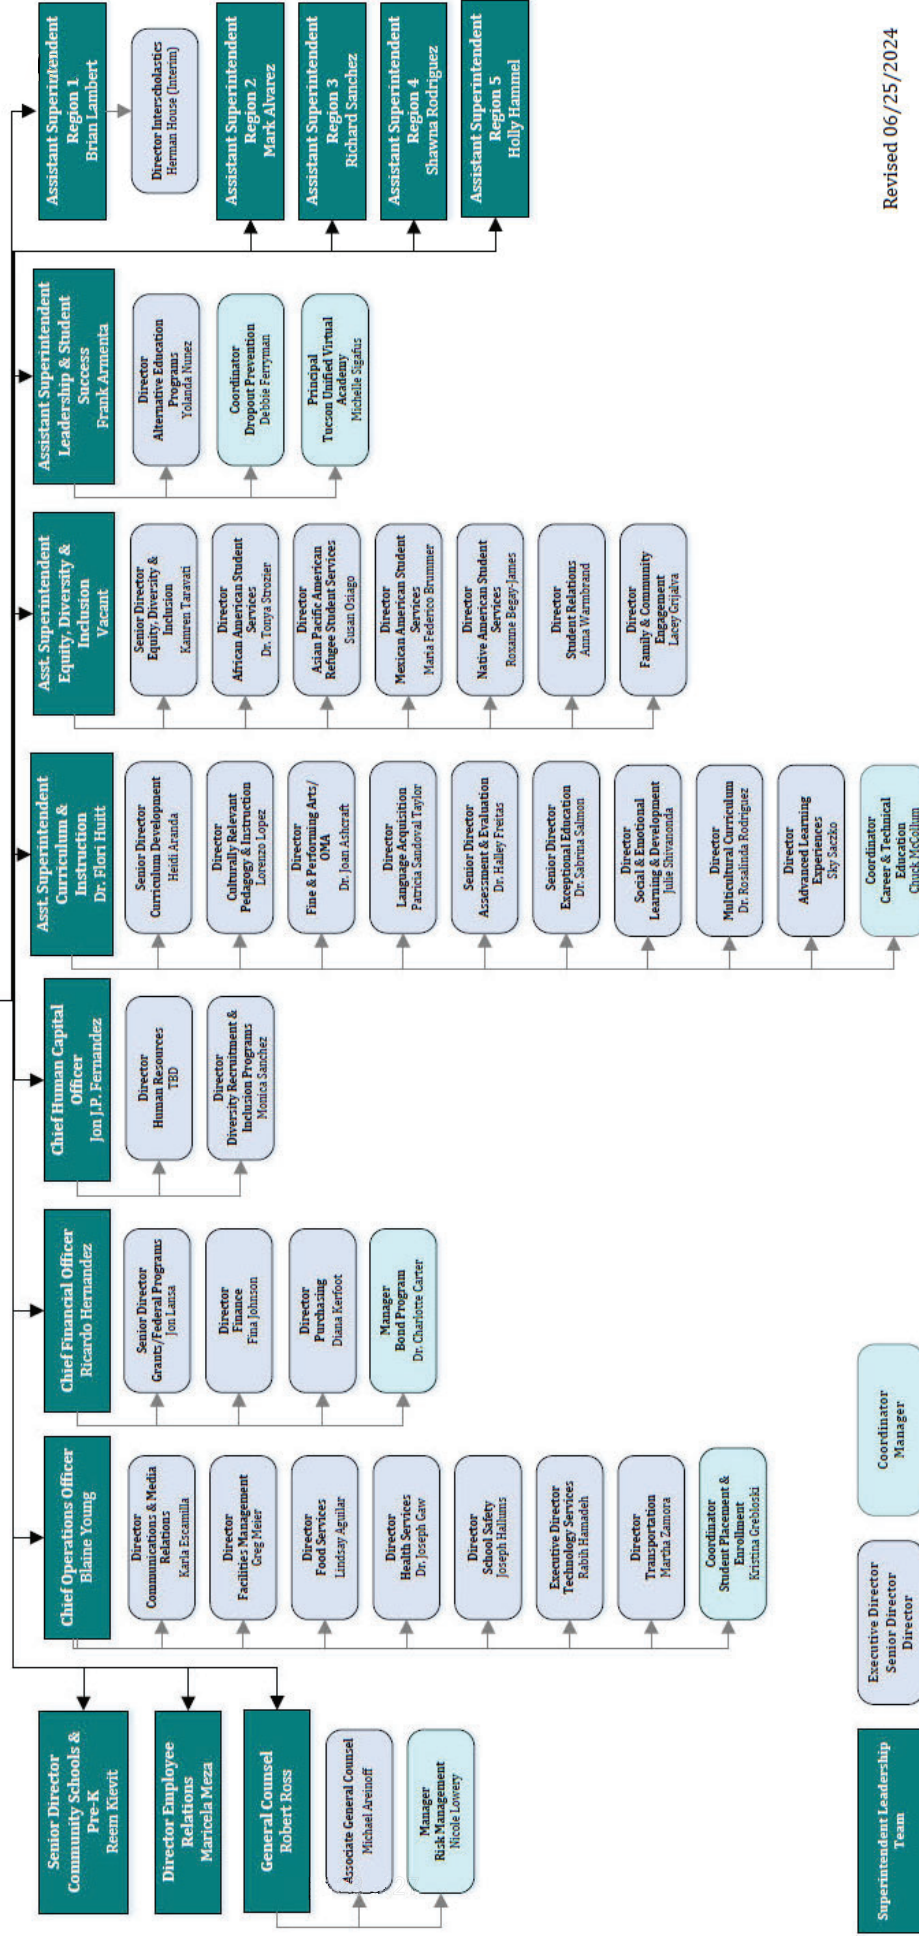 Senior Director
Community Schools &
Pre-K
Reem Kievit
Director Employee
Relations
Maricela Meza
General Counsel
Robert Ross
Associate General Counsel
Michael Areinoff
Manager
Risk Management
Nicole Lowery
Chief Operations Officer
Blaine Young
Director
Communications & Media
Relations
Karla Escamilla
Director
Facilities Management
Greg Meier
Director
Food Services
Lindsay Aguilar
Director
Health Services
Dr. Joseph Gaw
Director
School Safety
Joseph Hallums
Executive Director
Technology Services
Rabih Hamadeh
Director
Transportation
Martha Zamora
Coordinator
Student Placement &
Enrollment
Kristina Grebloski
Chief Financial Officer
Ricardo Hernandez
Senior Director
Grants/Federal Programs
Jon Lansa
Director
Finance
Fina Johnson
Director
Purchasing
Diana Kerfoot
Manager
Bond Program
Dr. Charlotte Carter
Chief Human Capital
Officer
Jon J.P. Fernandez
Director
Human Resources
TBD
Director
Diversity Recruitment &
Inclusion Programs
Monica Sanchez
Asst. Superintendent
Curriculum &
Instruction
Dr. Flori Huitt
Senior Director
Curriculum Development
Heidi Aranda
Director
Culturally Relevant
Pedagogy & Instruction
Lorenzo Lopez
Director
Fine & Performing Arts/
OMA
Dr. Joan Ashcraft
Director
Language Acquisition
Patricia Sandoval Taylor
Senior Director
Assessment & Evaluation
Dr. Halley Freitas
Senior Director
Exceptional Education
Dr. Sabrina Salmon
Director
Social & Emotional
Learning & Development
Julie Shivanonda
Director
Multicultural Curriculum
Dr. Rosalinda Rodriguez
Director
Advanced Learning
Experiences
Sky Saczko
Coordinator
Career & Technical
Education
Chuck McCollum
Asst. Superintendent
Equity, Diversity &
Inclusion
Vacant
Senior Director
Equity, Diversity &
Inclusion
Kamren Taravati
Director
African American Student
Services
Dr. Tonya Strozier
Director
Asian Pacific American
Refugee Student Services
Susan Osiago
Director
Mexican American Student
Services
Maria Federico Brummer
Director
Native American Student
Services
Roxanne Begay-James
Director
Student Relations
Anna Warmbrand
Director
Family & Community
Engagement
Lacey Grijalva
Assistant Superintendent
Leadership & Student
Success
Frank Armenta
Director
Alternative Education
Programs
Yolanda Nunez
Coordinator
Dropout Prevention
Debbie Ferryman
Principal
Tucson Unified Virtual
Academy
Michelle Sigafus
Assistant Superintendent
Region 1
Brian Lambert
Director Interscholastics
Herman House (Interim)
Assistant Superintendent
Region 2
Mark Alvarez
Assistant Superintendent
Region 3
Richard Sanchez
Assistant Superintendent
Region 4
Shawna Rodriguez
Assistant Superintendent
Region 5
Holly Hammel
Superintendent Leadership
Team
Executive Director
Senior Director
Director
Coordinator
Manager
Revised 06/25/2024